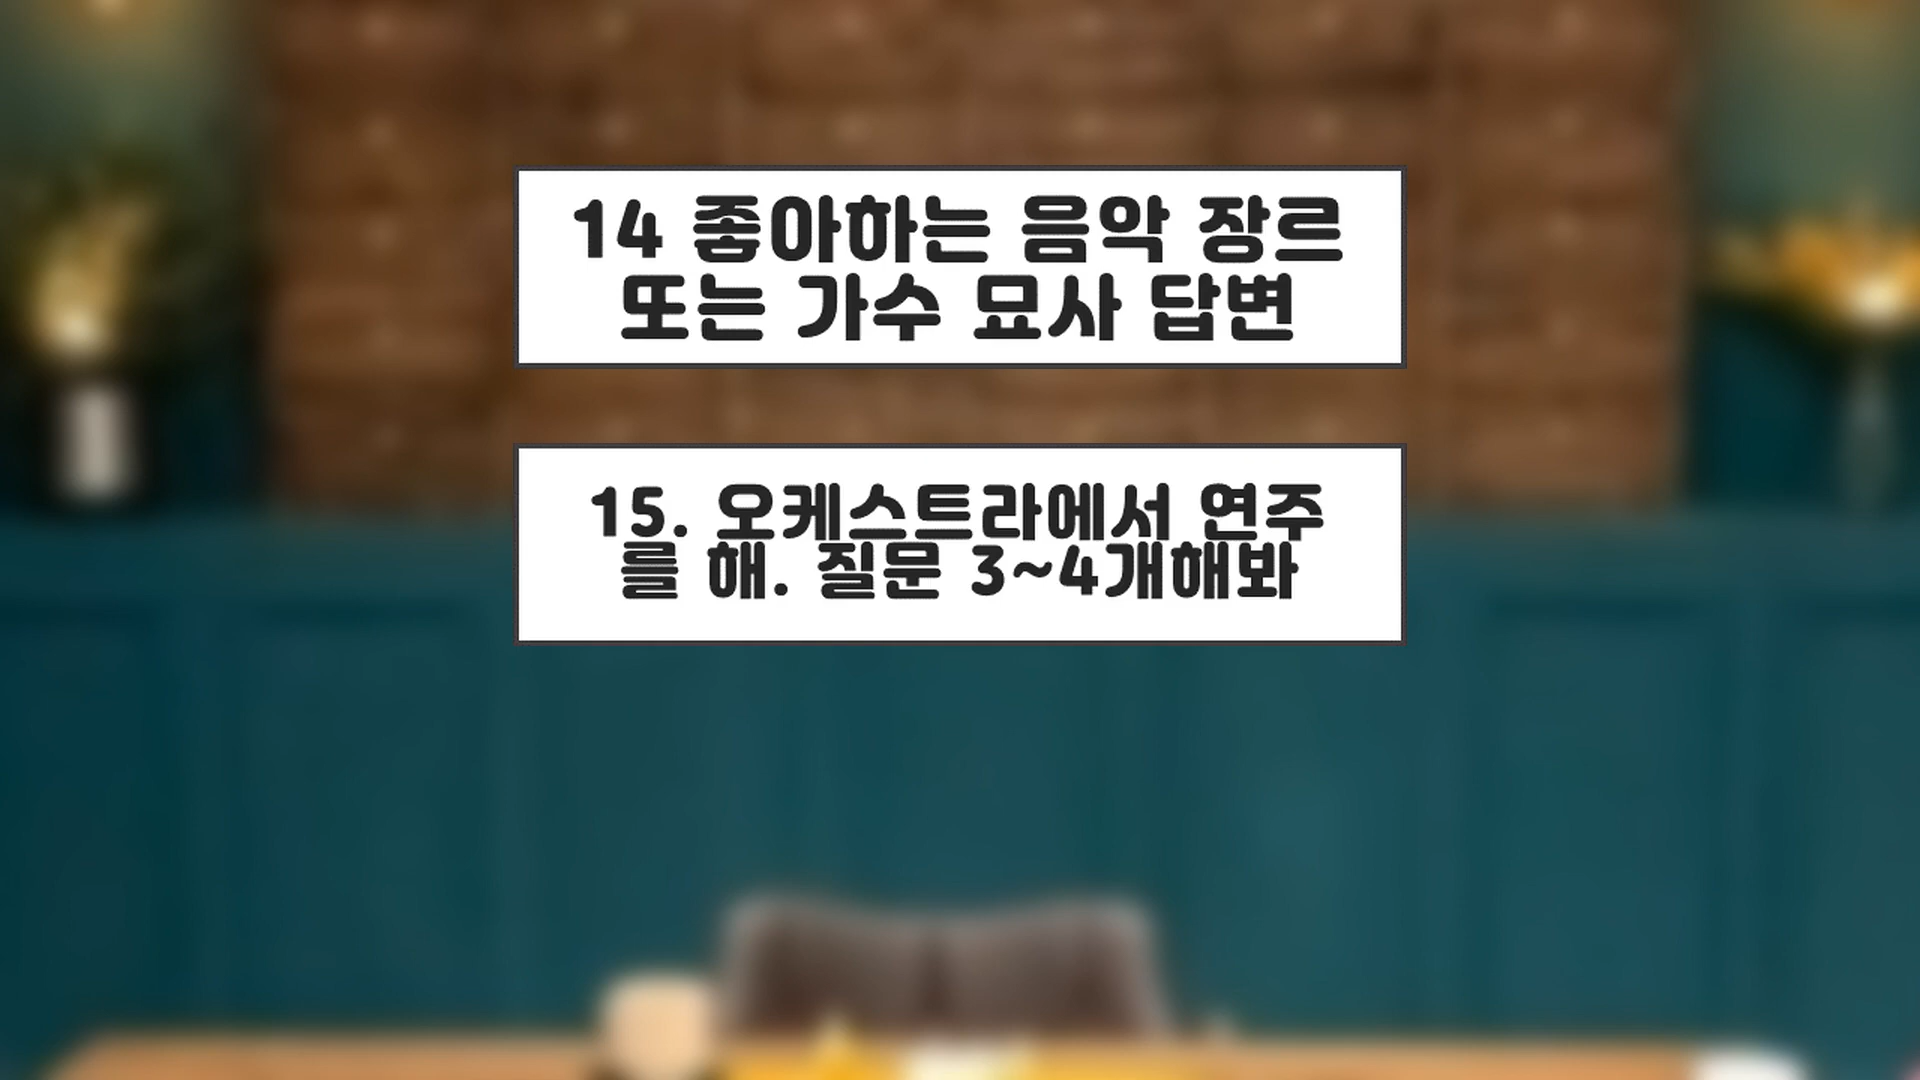 14 좋아하는 음악 장르
또는 가수 묘사 답변
15. 오케스트라에서 연주
를 해. 질문 3~4개해봐